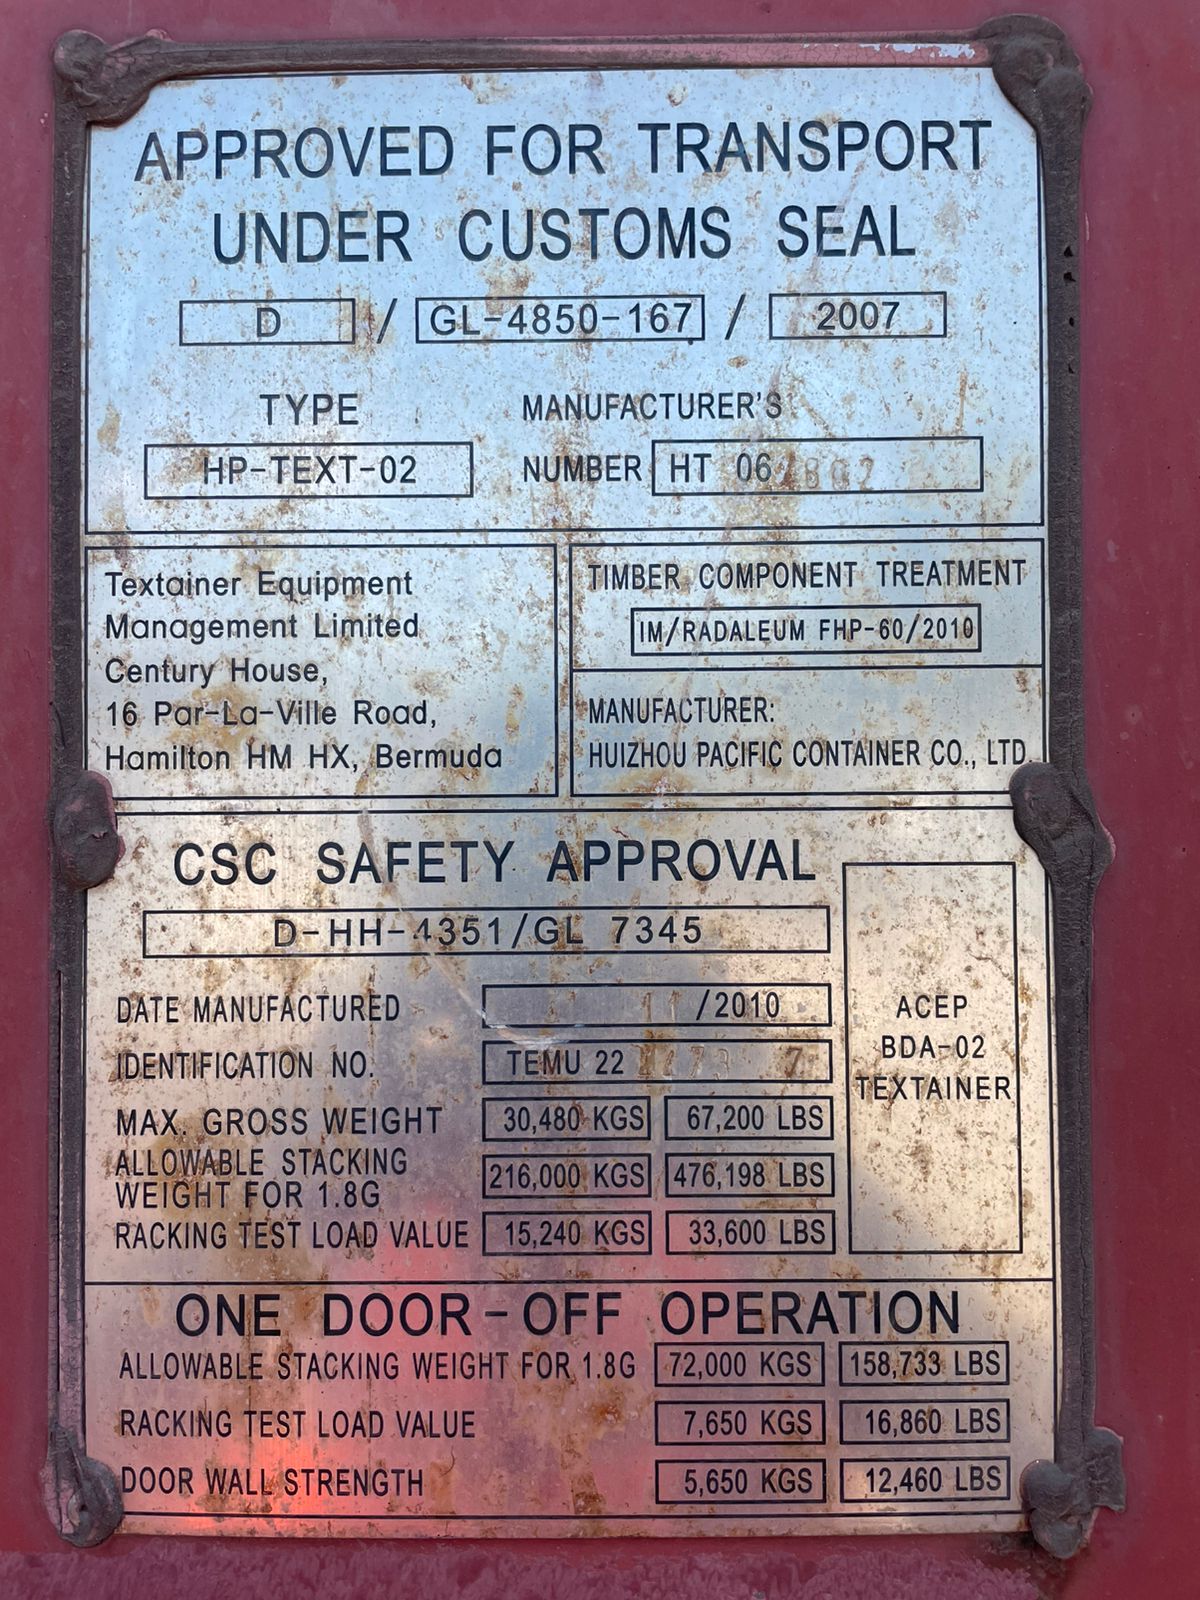 APPROVED FOR TRANSPORT
UNDER CUSTOMS SEAL
D / GL-4850-167 / 2007
TYPE MANUFACTURER'S
HP-TEXT-02 NUMBER HT 06
Textainer Equipment
Management Limited
Century House,
16 Par-La-Ville Road,
Hamilton HM HX, Bermuda
TIMBER COMPONENT TREATMENT
IM/RADALEUM FHP-60/2010
MANUFACTURER:
HUIZHOU PACIFIC CONTAINER CO., LTD.
CSC SAFETY APPROVAL
D-HH-4351/GL 7345
DATE MANUFACTURED 11/2010
IDENTIFICATION NO. TEMU 22
MAX. GROSS WEIGHT 30,480 KGS 67,200 LBS
ALLOWABLE STACKING
WEIGHT FOR 1.8G 216,000 KGS 476,198 LBS
RACKING TEST LOAD VALUE 15,240 KGS 33,600 LBS
ACEP
BDA-02
TEXTAINER
ONE DOOR-OFF OPERATION
ALLOWABLE STACKING WEIGHT FOR 1.8G 72,000 KGS 158,733 LBS
RACKING TEST LOAD VALUE 7,650 KGS 16,860 LBS
DOOR WALL STRENGTH 5,650 KGS 12,460 LBS